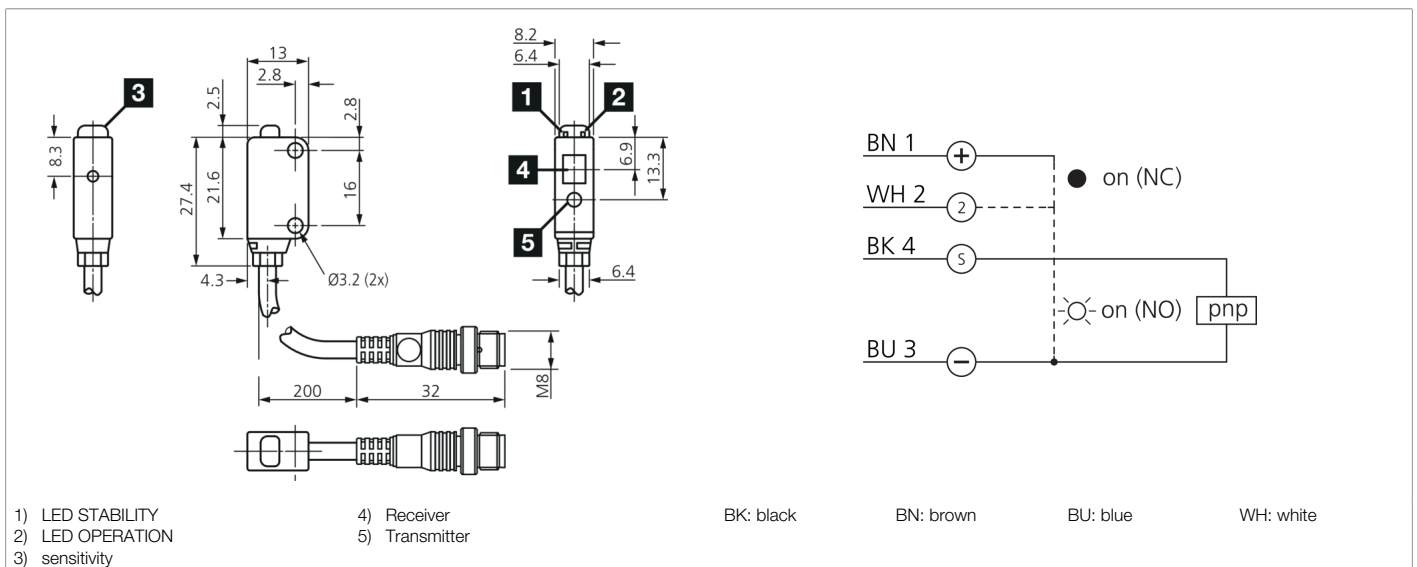 8.2
6.4
13
2.8
3
1
2
2.5
2.8
8.3
27.4
21.6
16
4
5
6.9
13.3
4.3
Ø3.2 (2x)
6.4
200
32
M8
BN 1
+
on (NC)
WH 2
2
BK 4
S
on (NO)
pnp
BU 3
−
1) LED STABILITY
2) LED OPERATION
3) sensitivity
4) Receiver
5) Transmitter
BK: black BN: brown BU: blue WH: white